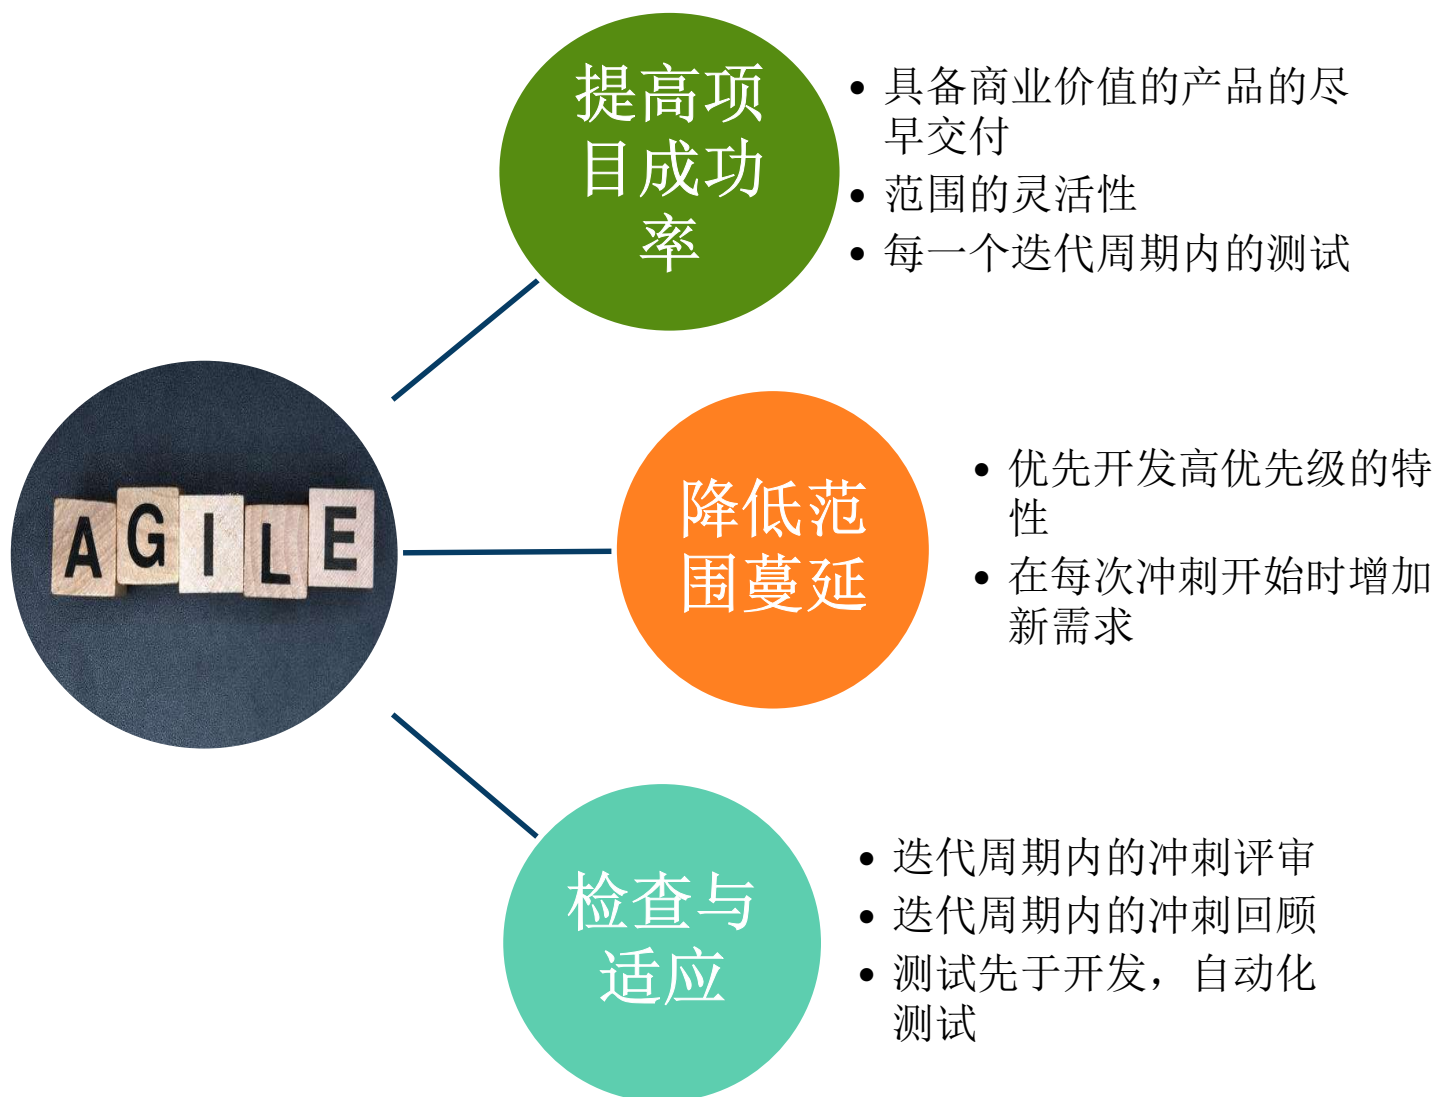 提高项
目成功
率
• 具备商业价值的产品的尽
早交付
• 范围的灵活性
• 每一个迭代周期内的测试
AGILE
降低范
围蔓延
• 优先开发高优先级的特
性
• 在每次冲刺开始时增加
新需求
检查与
适应
• 迭代周期内的冲刺评审
• 迭代周期内的冲刺回顾
• 测试先于开发，自动化
测试